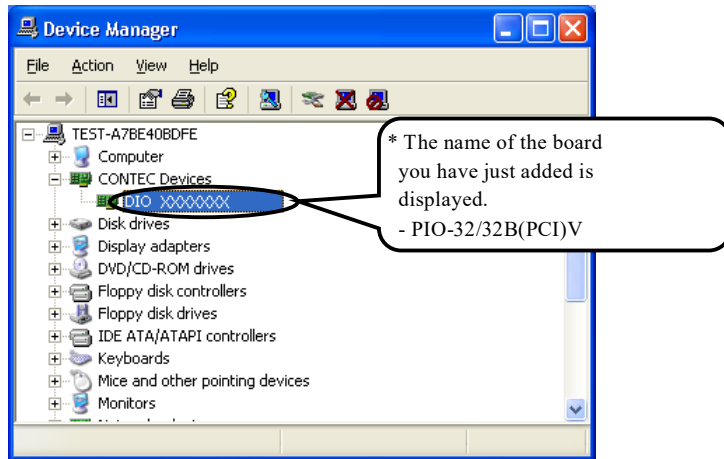 Device Manager
File Action View Help
TEST-A7BE40BDFE
Computer
CONTEC Devices
DIO XXXXXXXX
Disk drives
Display adapters
DVD/CD-ROM drives
Floppy disk controllers
Floppy disk drives
IDE ATA/ATAPI controllers
Keyboards
Mice and other pointing devices
Monitors
* The name of the board
you have just added is
displayed.
- PIO-32/32B(PCI)V